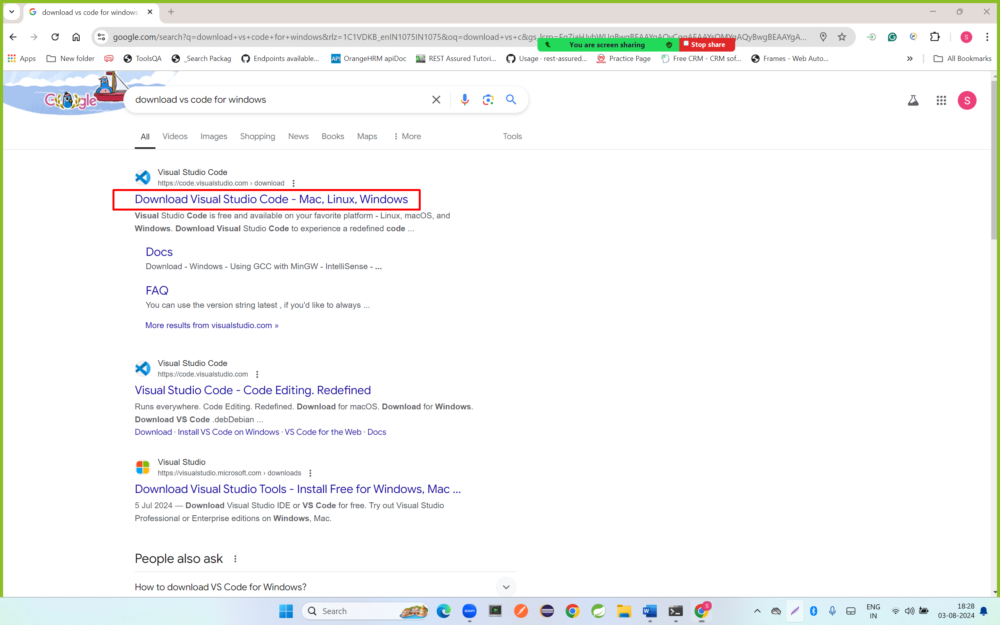 download vs code for windows
google.com/search?q=download+vs+code+for+windows&rlz=1C1VDKB_enIN1075IN1075&oq=download+vs+c&gs_
You are screen sharing
Stop share
Apps
New folder
ToolsQA
_Search Packag
Endpoints available...
API
OrangeHRM apiDoc
REST Assured Tutori...
Usage · rest-assured...
Practice Page
Free CRM - CRM sof...
Frames - Web Auto...
»
All Bookmarks
Google
download vs code for windows
S
All
Videos
Images
Shopping
News
Books
Maps
More
Tools
Visual Studio Code
https://code.visualstudio.com › download
Download Visual Studio Code - Mac, Linux, Windows
Visual Studio Code is free and available on your favorite platform - Linux, macOS, and
Windows. Download Visual Studio Code to experience a redefined code ...
Docs
Download - Windows - Using GCC with MinGW - IntelliSense - ...
FAQ
You can use the version string latest , if you'd like to always ...
More results from visualstudio.com »
Visual Studio Code
https://code.visualstudio.com
Visual Studio Code - Code Editing. Redefined
Runs everywhere. Code Editing. Redefined. Download for macOS. Download for Windows.
Download VS Code .debDebian ...
Download · Install VS Code on Windows · VS Code for the Web · Docs
Visual Studio
https://visualstudio.microsoft.com › downloads
Download Visual Studio Tools - Install Free for Windows, Mac ...
5 Jul 2024 — Download Visual Studio IDE or VS Code for free. Try out Visual Studio
Professional or Enterprise editions on Windows, Mac.
People also ask
How to download VS Code for Windows?
Search
zoom
ENG
IN
18:28
03-08-2024